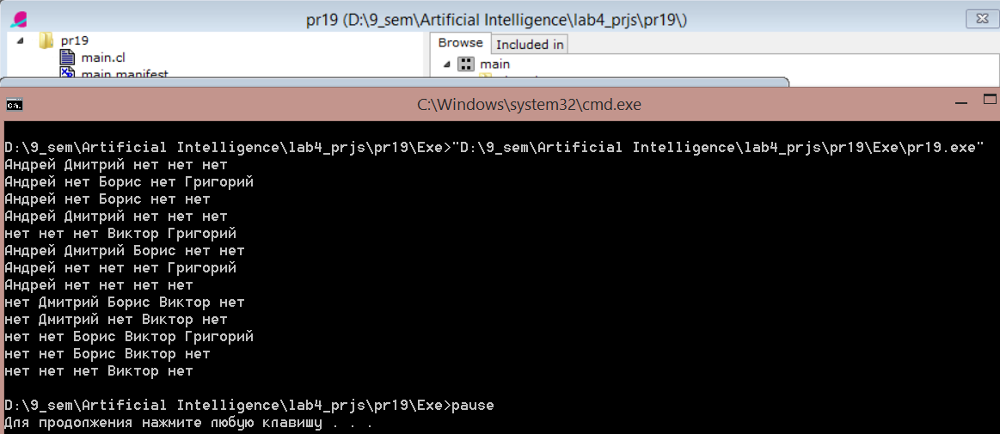 pr19 (D:\9_sem\Artificial Intelligence\lab4_prjs\pr19\)
pr19
main.cl
main.manifest
Browse
Included in
main
C:\Windows\system32\cmd.exe
D:\9_sem\Artificial Intelligence\lab4_prjs\pr19\Exe>"D:\9_sem\Artificial Intelligence\lab4_prjs\pr19\Exe\pr19.exe"
Андрей Дмитрий нет нет нет
Андрей нет Борис нет Григорий
Андрей нет Борис нет нет
Андрей Дмитрий нет нет нет
нет нет нет Виктор Григорий
Андрей Дмитрий Борис нет нет
Андрей нет нет нет Григорий
Андрей нет нет нет нет
нет Дмитрий Борис Виктор нет
нет Дмитрий нет Виктор нет
нет нет Борис Виктор Григорий
нет нет Борис Виктор нет
нет нет нет Виктор нет
D:\9_sem\Artificial Intelligence\lab4_prjs\pr19\Exe>pause
Для продолжения нажмите любую клавишу . . .